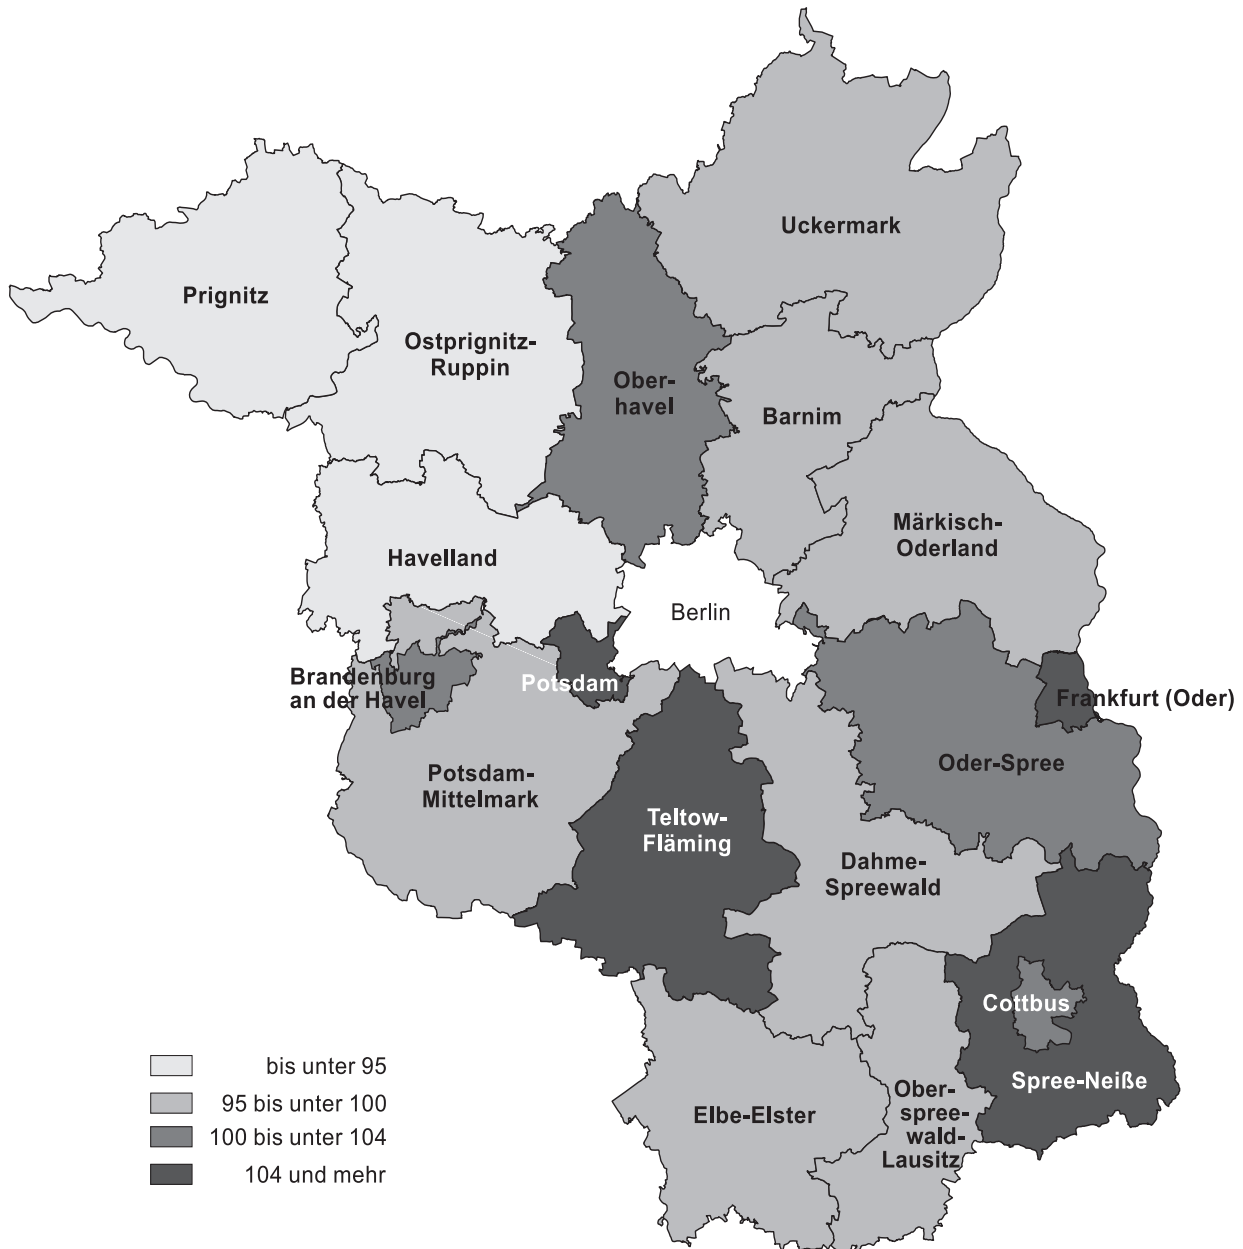 Uckermark
Prignitz
Ostprignitz-
Ruppin
Ober-
havel
Barnim
Märkisch-
Oderland
Havelland
Berlin
Brandenburg
an der Havel
Potsdam
Frankfurt (Oder)
Oder-Spree
Potsdam-
Mittelmark
Teltow-
Fläming
Dahme-
Spreewald
Cottbus
Spree-Neiße
Elbe-Elster
Ober-
spree-
wald-
Lausitz
bis unter 95
95 bis unter 100
100 bis unter 104
104 und mehr